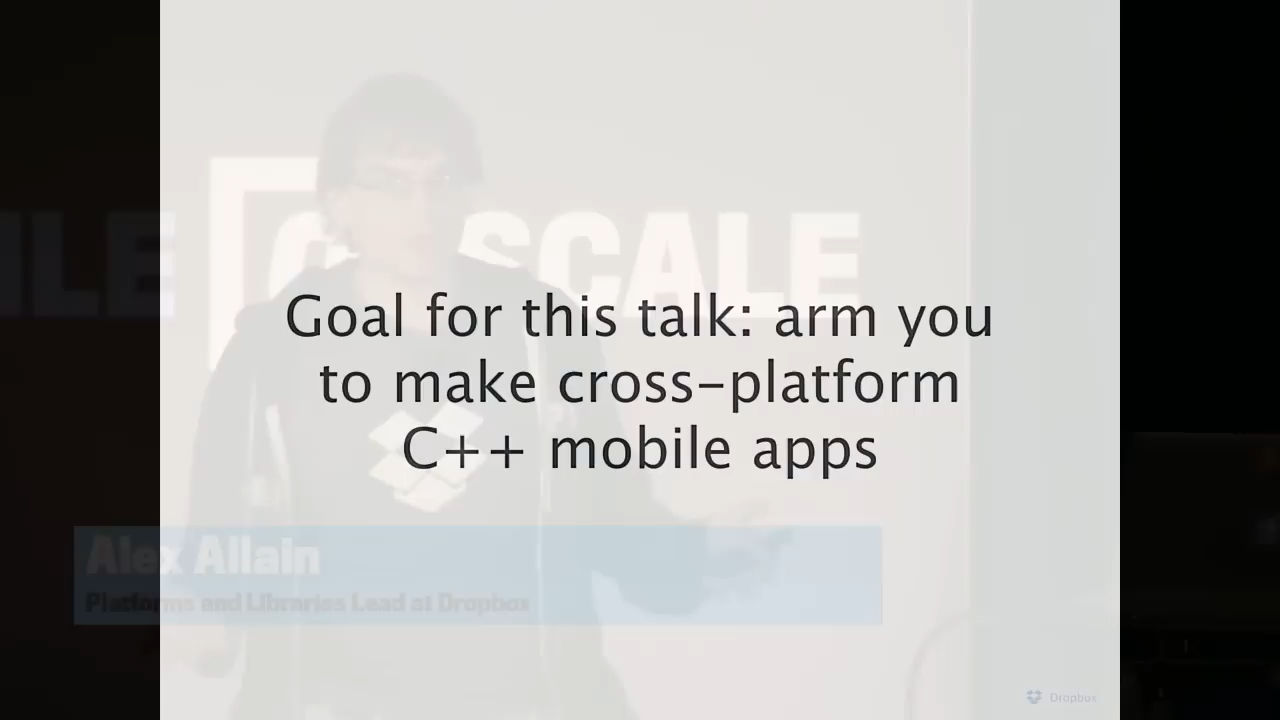 ILE
SCALE
Goal for this talk: arm you
to make cross-platform
C++ mobile apps
Alex Allain
Platforms and Libraries Lead at Dropbox
Dropbox